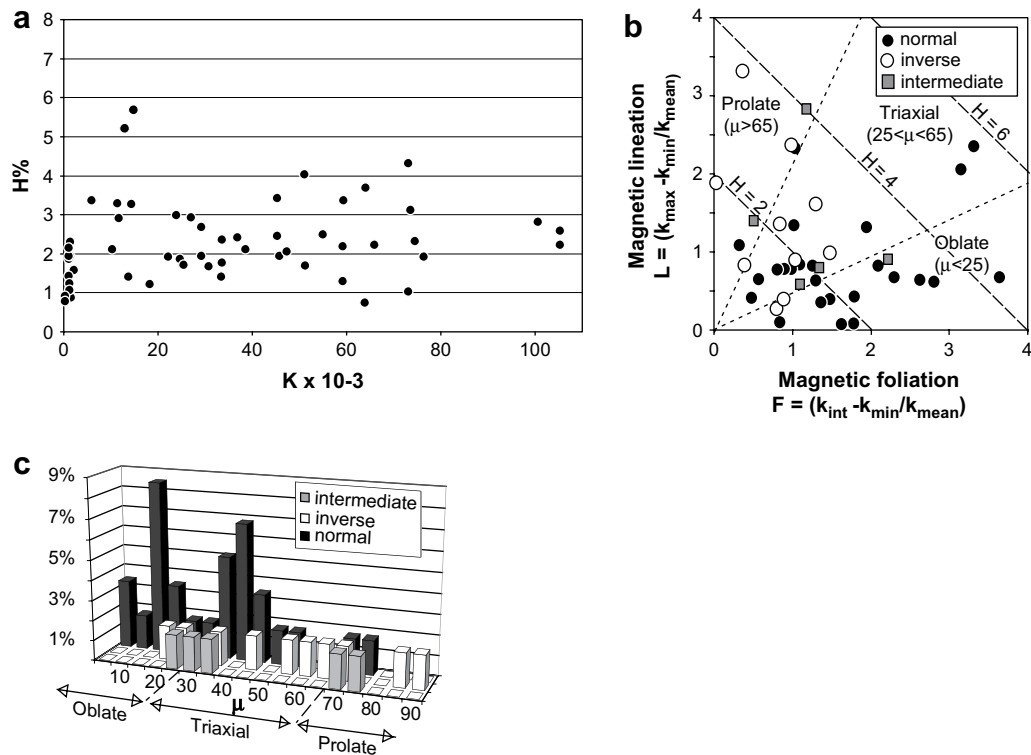 a
8
7
6
5
4
3
2
1
0
H%
0 20 40 60 80 100
K x 10-3
b
normal
inverse
intermediate
4
3
2
1
0
Prolate
(μ>65)
Triaxial
(25<μ<65)
Oblate
(μ<25)
H = 6
H = 4
H = 2
Magnetic lineation
L = (kmax -kmin/kmean)
0 1 2 3 4
Magnetic foliation
F = (kint -kmin/kmean)
c
9%
7%
5%
3%
1%
intermediate
inverse
normal
10 20 30 40 50 60 70 80 90
μ
Oblate
Triaxial
Prolate